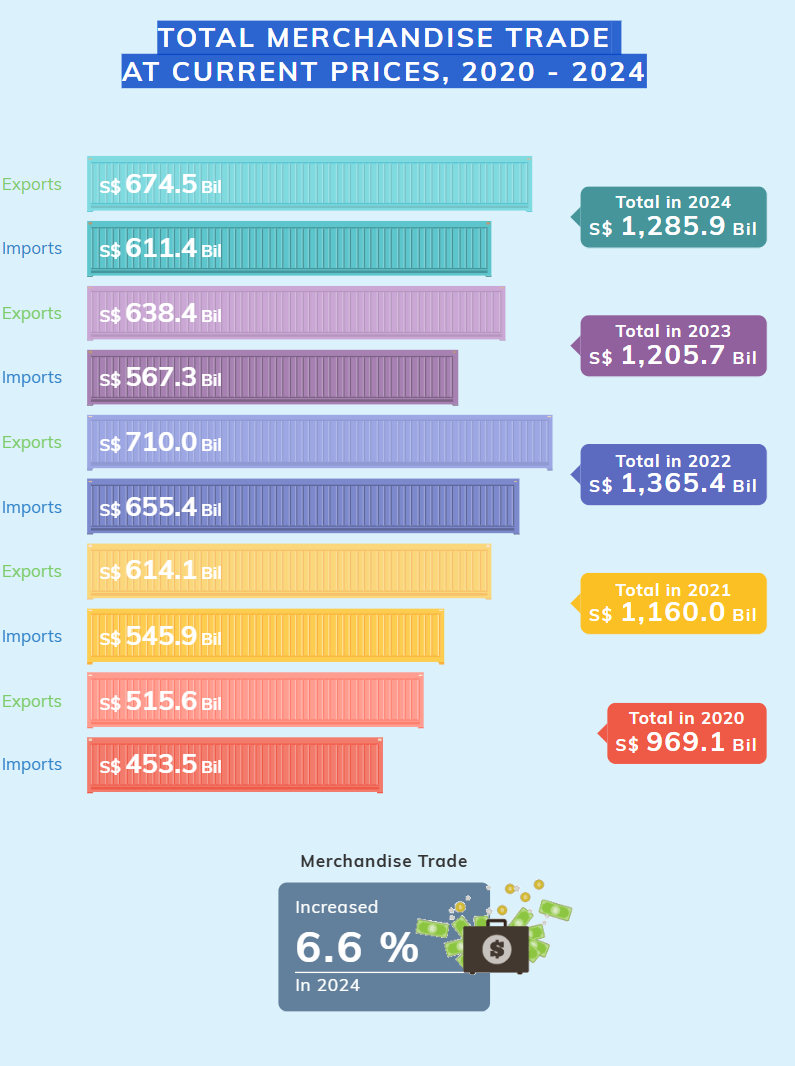 TOTAL MERCHANDISE TRADE
AT CURRENT PRICES, 2020 - 2024
Exports S$ 674.5 Bil
Total in 2024
S$ 1,285.9 Bil
Imports S$ 611.4 Bil
Exports S$ 638.4 Bil
Total in 2023
S$ 1,205.7 Bil
Imports S$ 567.3 Bil
Exports S$ 710.0 Bil
Total in 2022
S$ 1,365.4 Bil
Imports S$ 655.4 Bil
Exports S$ 614.1 Bil
Total in 2021
S$ 1,160.0 Bil
Imports S$ 545.9 Bil
Exports S$ 515.6 Bil
Total in 2020
S$ 969.1 Bil
Imports S$ 453.5 Bil
Merchandise Trade
Increased
6.6 %
In 2024
$